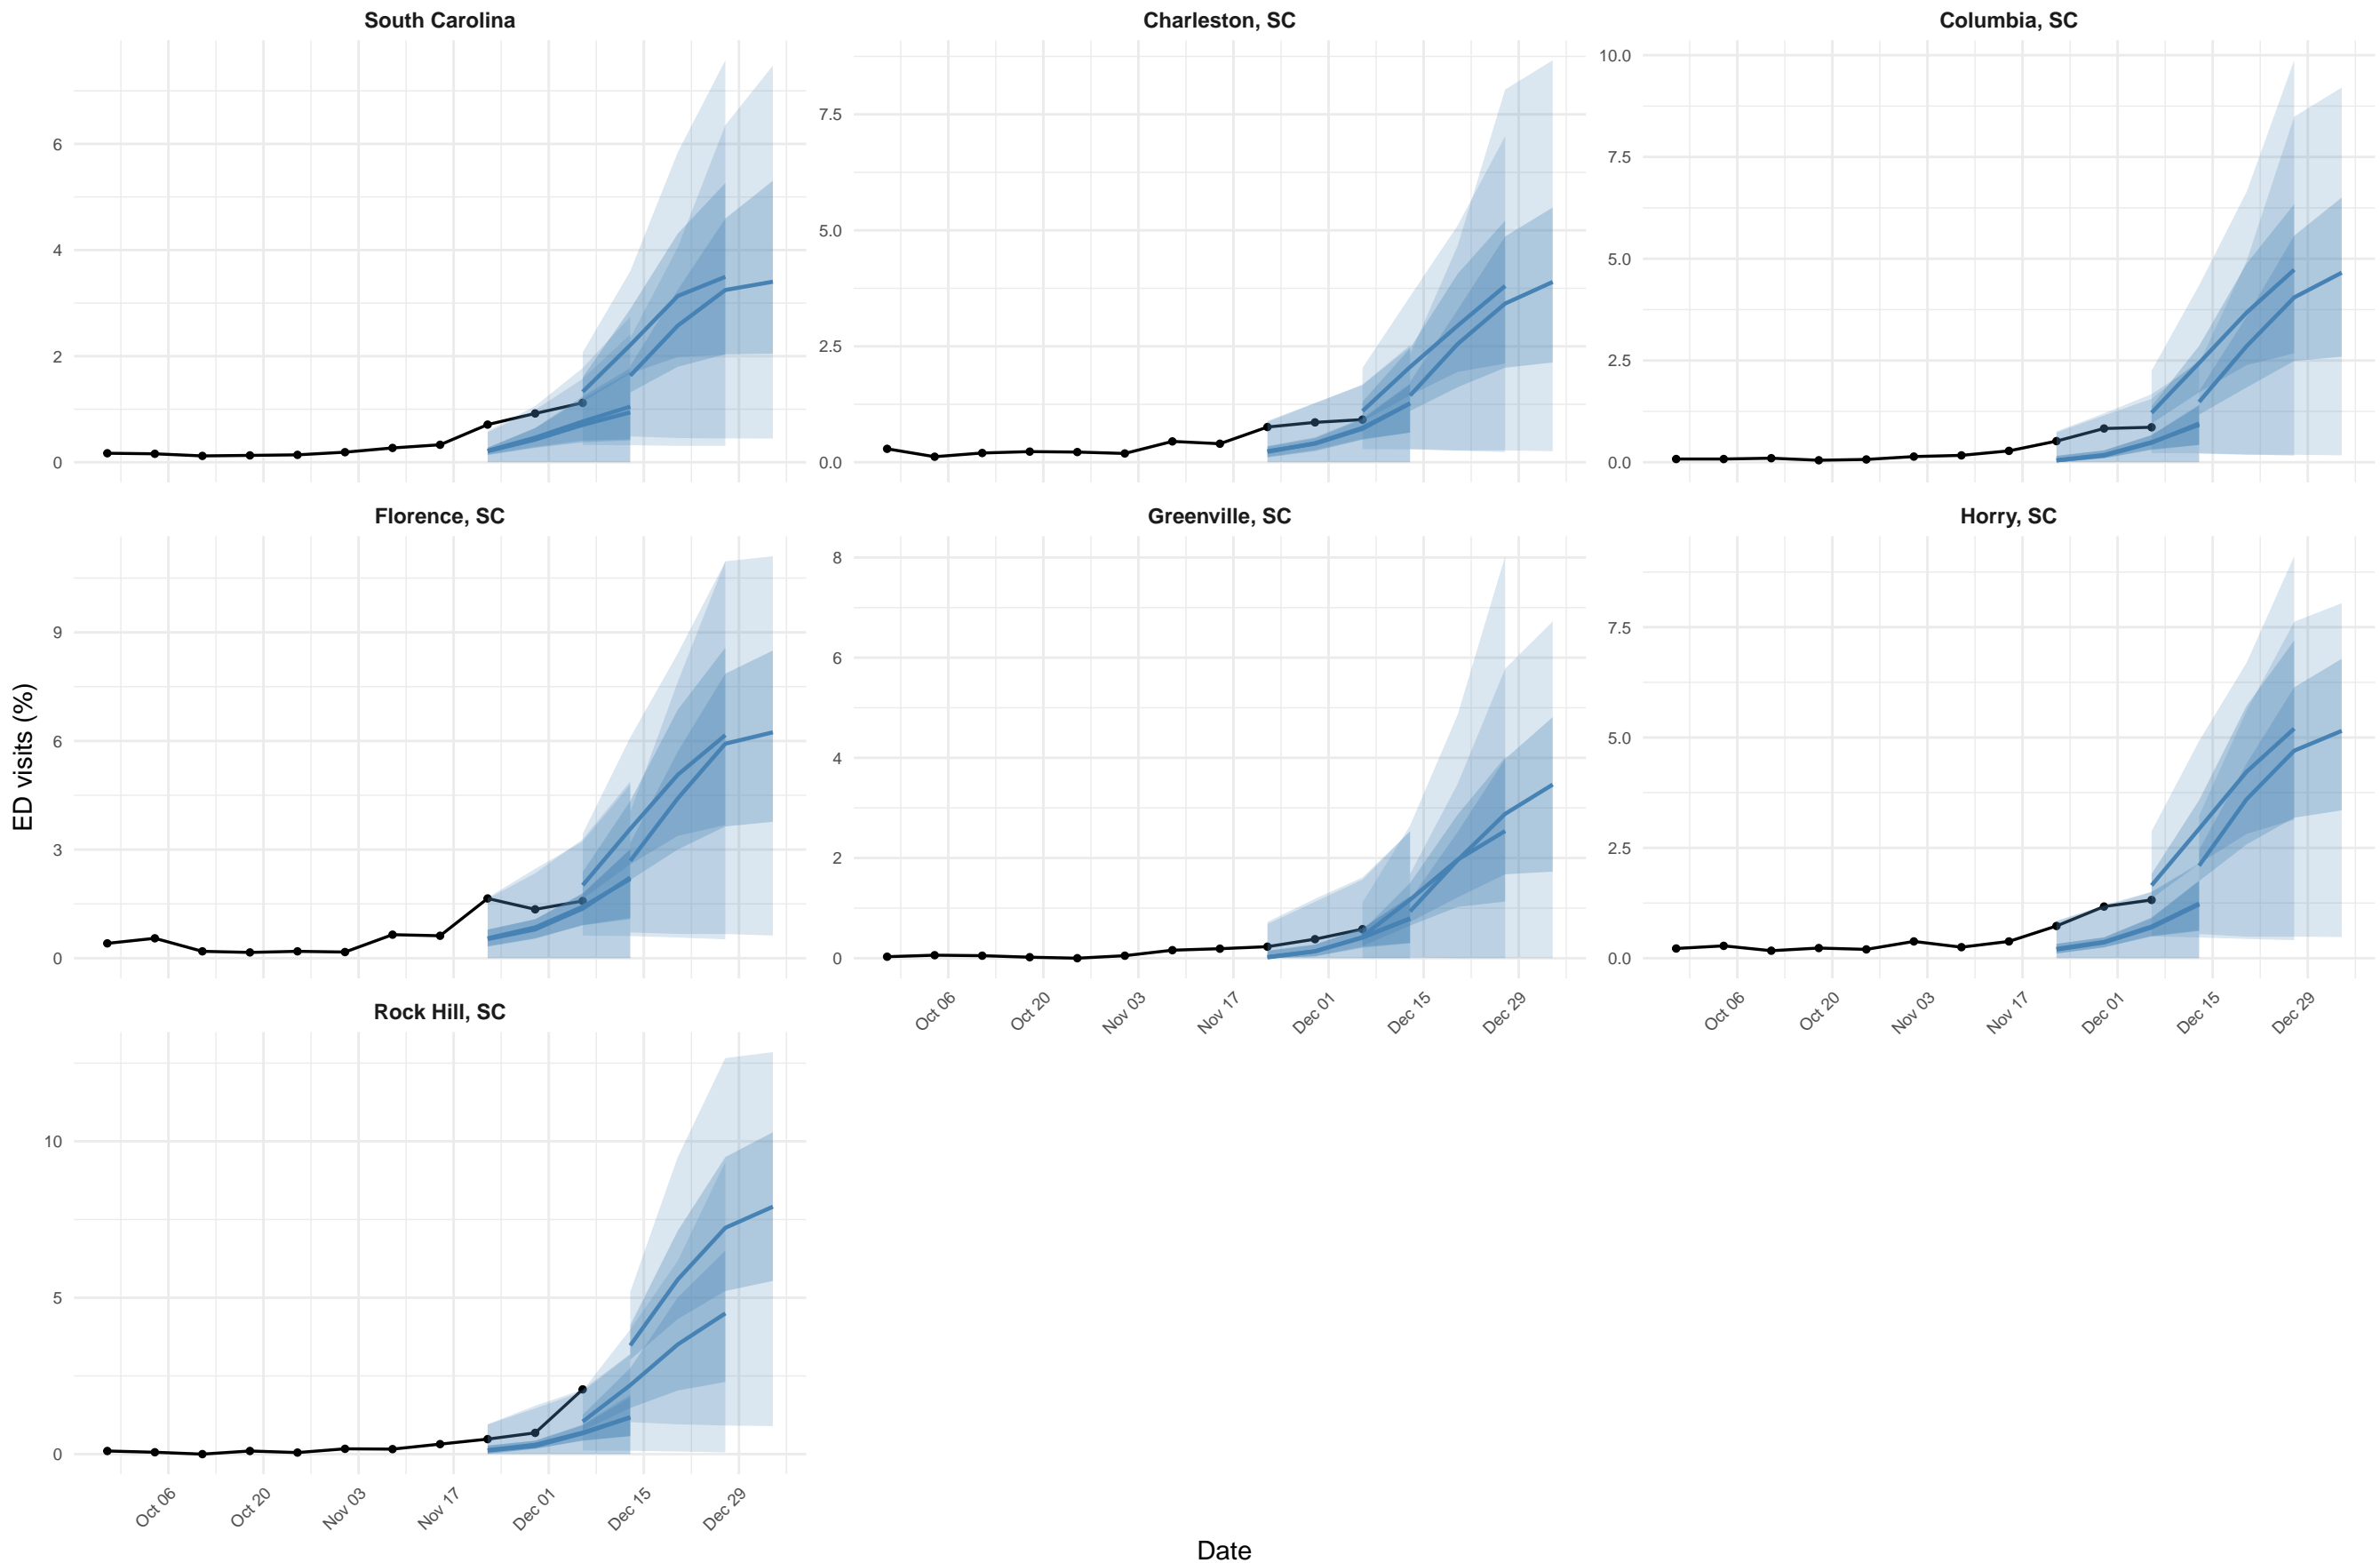 South Carolina
Charleston, SC
Columbia, SC
6
4
2
0
7.5
5.0
2.5
0.0
10.0
7.5
5.0
2.5
0.0
Florence, SC
Greenville, SC
Horry, SC
ED visits (%)
9
6
3
0
8
6
4
2
0
7.5
5.0
2.5
0.0
Oct 06
Oct 20
Nov 03
Nov 17
Dec 01
Dec 15
Dec 29
Oct 06
Oct 20
Nov 03
Nov 17
Dec 01
Dec 15
Dec 29
Rock Hill, SC
10
5
0
Oct 06
Oct 20
Nov 03
Nov 17
Dec 01
Dec 15
Dec 29
Date